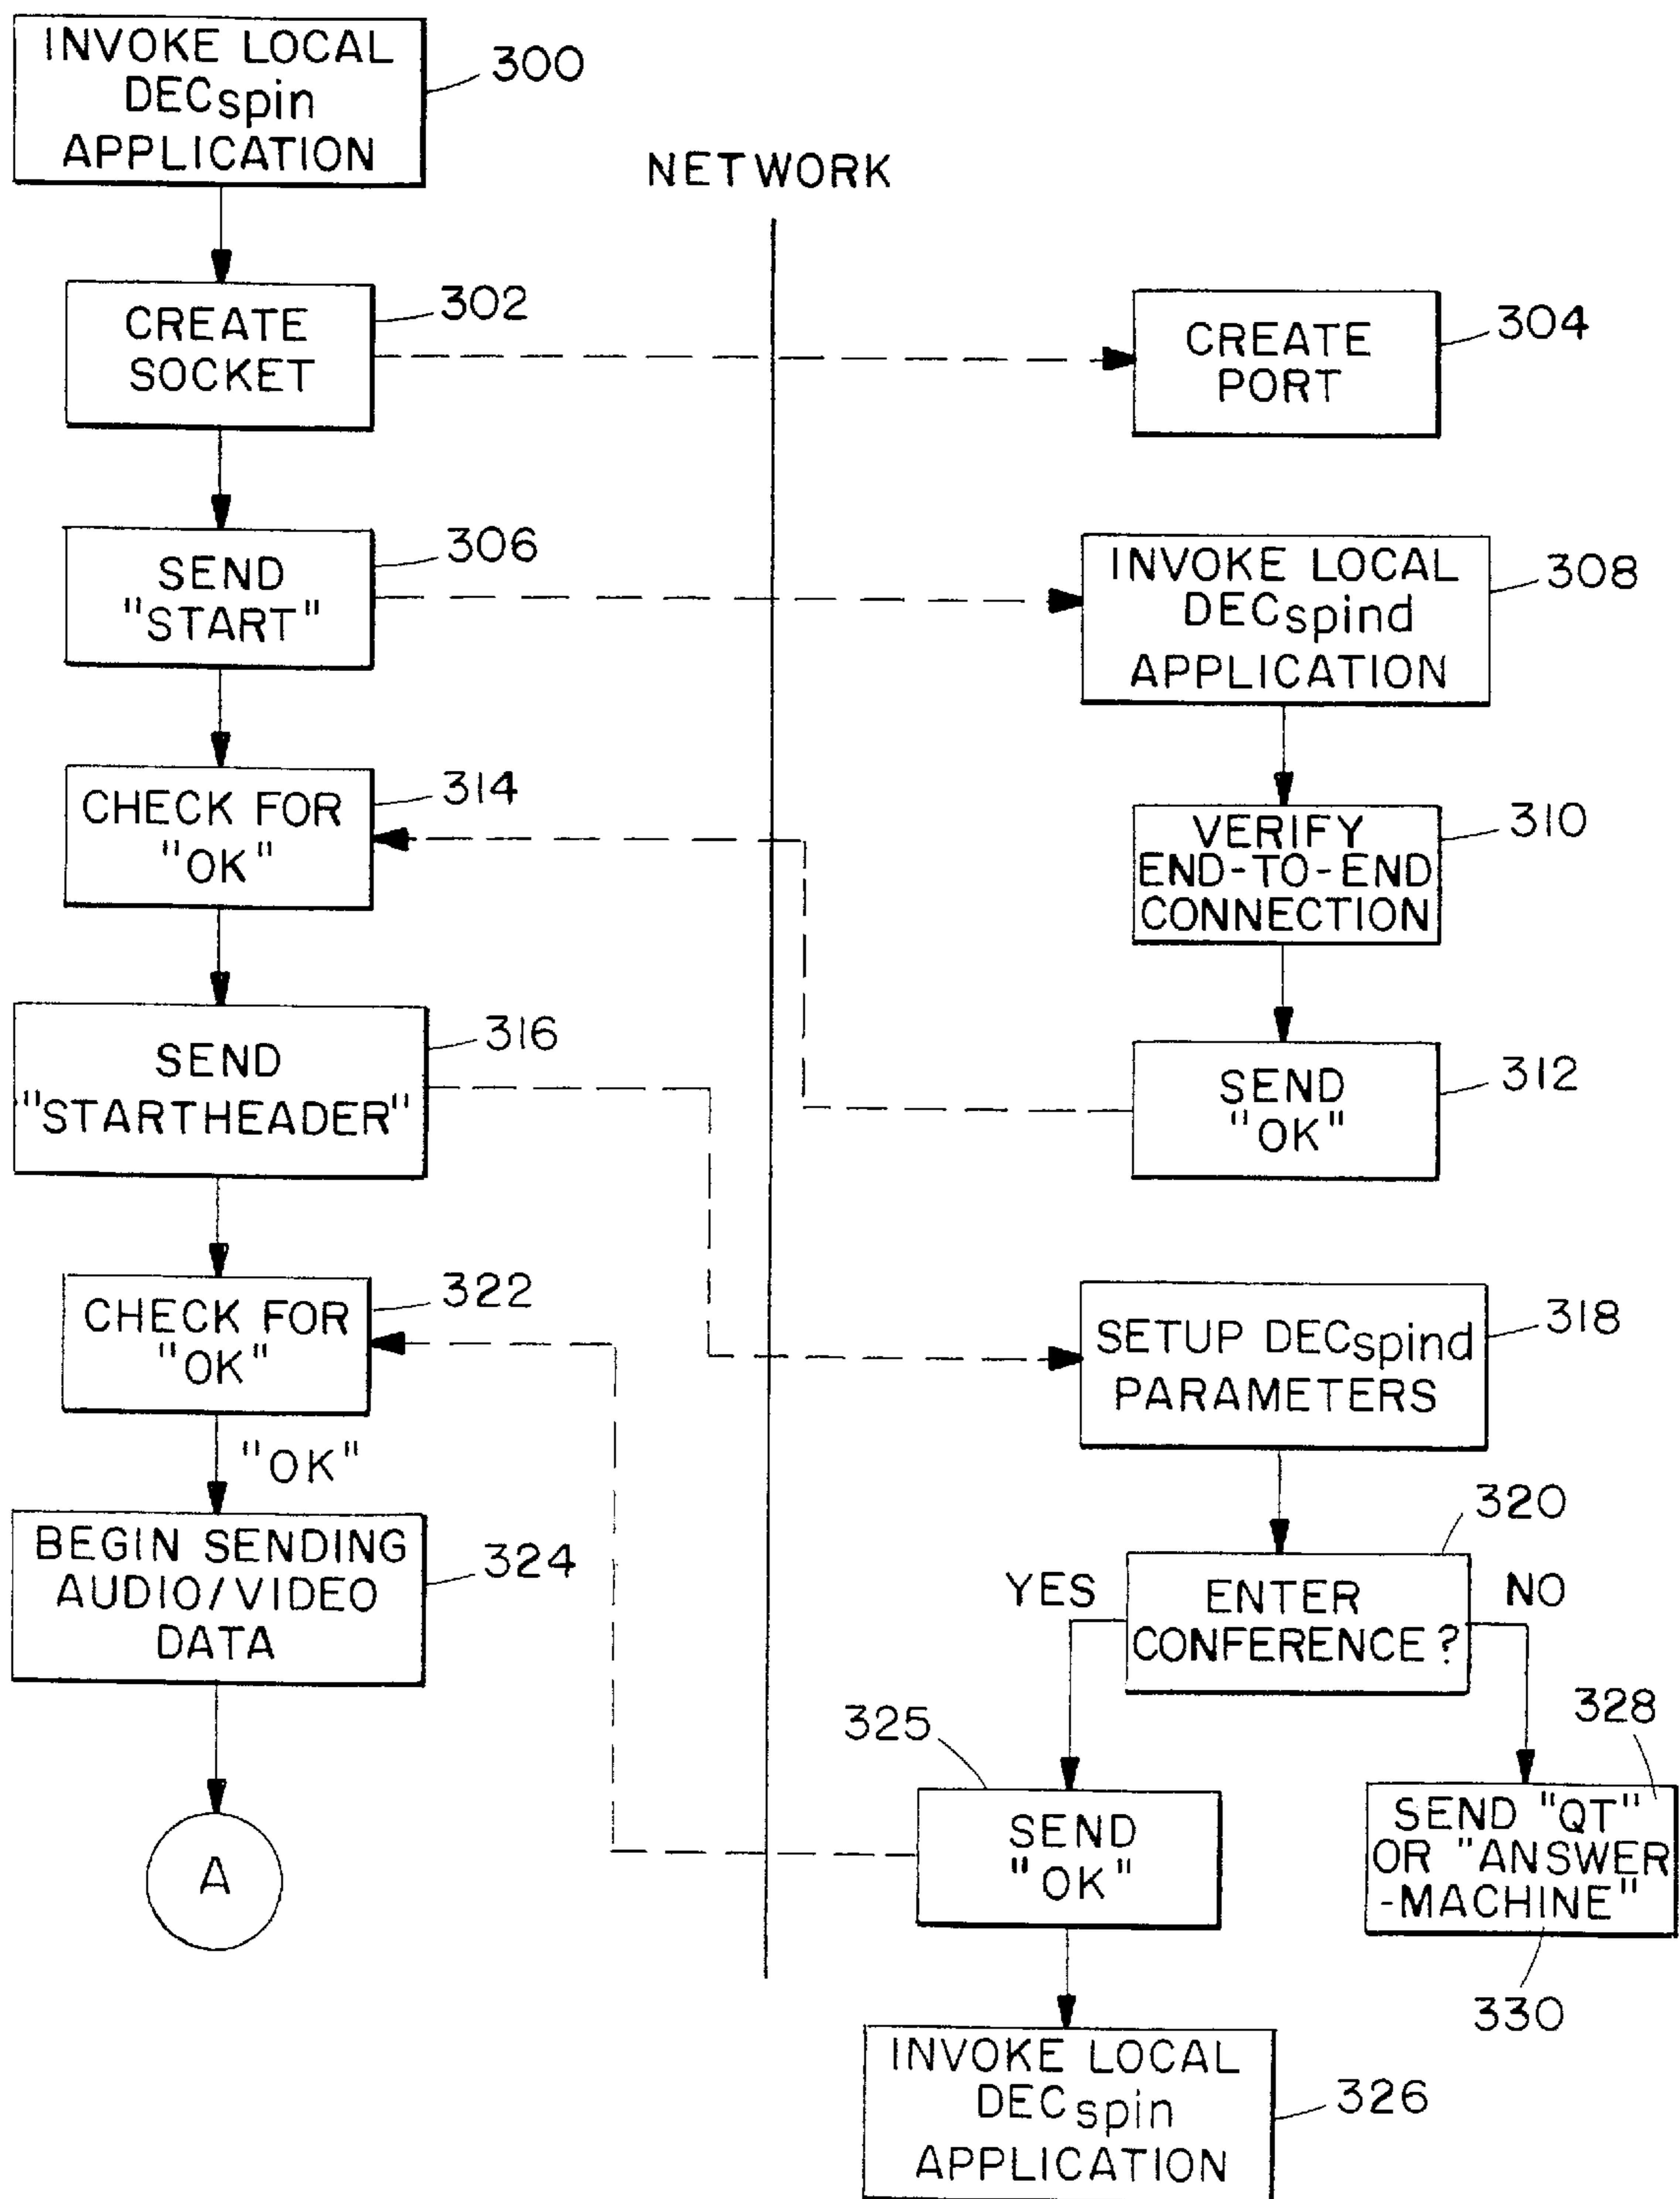 INVOKE LOCAL
DECspin
APPLICATION
300
NETWORK
CREATE
SOCKET
302
CREATE
PORT
304
SEND
"START"
306
INVOKE LOCAL
DECspind
APPLICATION
308
CHECK FOR
"OK"
314
VERIFY
END-TO-END
CONNECTION
310
SEND
"STARTHEADER"
316
SEND
"OK"
312
CHECK FOR
"OK"
322
SETUP DECspind
PARAMETERS
318
"OK"
BEGIN SENDING
AUDIO/VIDEO
DATA
324
320
YES
ENTER
CONFERENCE?
NO
325
328
SEND
"OK"
SEND "QT"
OR "ANSWER
-MACHINE"
330
A
INVOKE LOCAL
DECspin
APPLICATION
326